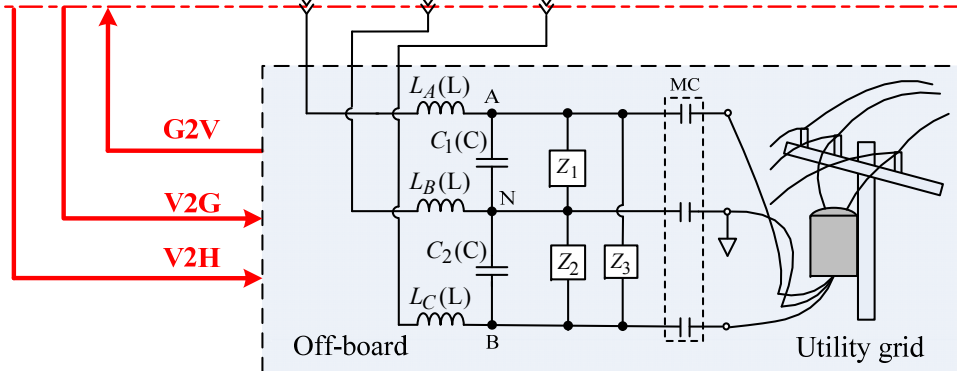 G2V
V2G
V2H
L_A(L)
A
MC
C_1(C)
Z_1
L_B(L)
N
C_2(C)
Z_2
Z_3
L_C(L)
B
Off-board
Utility grid